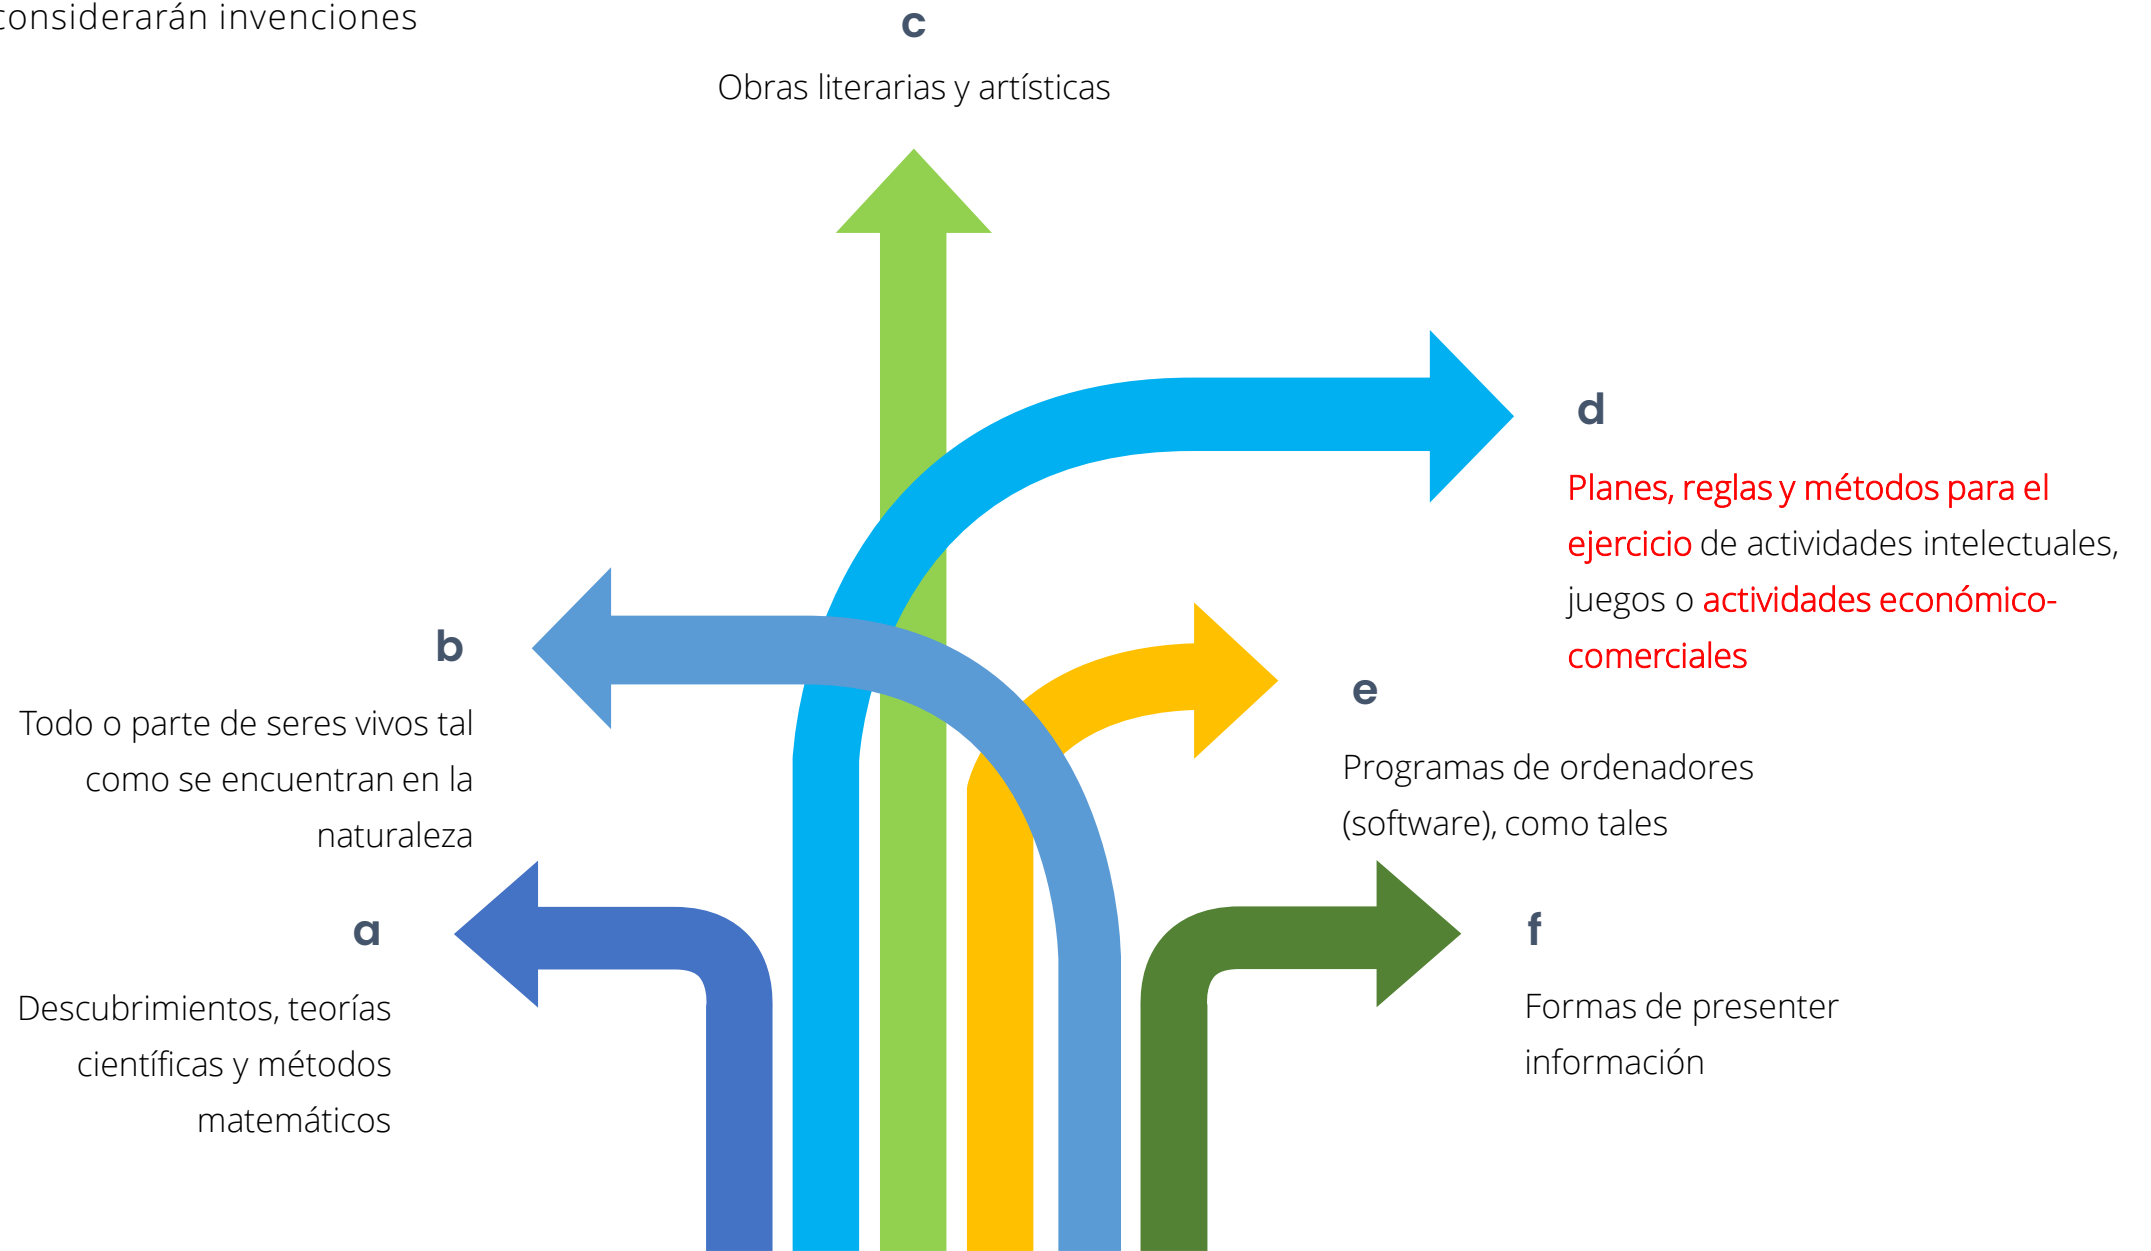 considerarán invenciones
c
Obras literarias y artísticas
d
Planes, reglas y métodos para el
ejercicio de actividades intelectuales,
juegos o actividades económico-
comerciales
b
Todo o parte de seres vivos tal
como se encuentran en la
naturaleza
e
Programas de ordenadores
(software), como tales
a
Descubrimientos, teorías
científicas y métodos
matemáticos
f
Formas de presenter
información